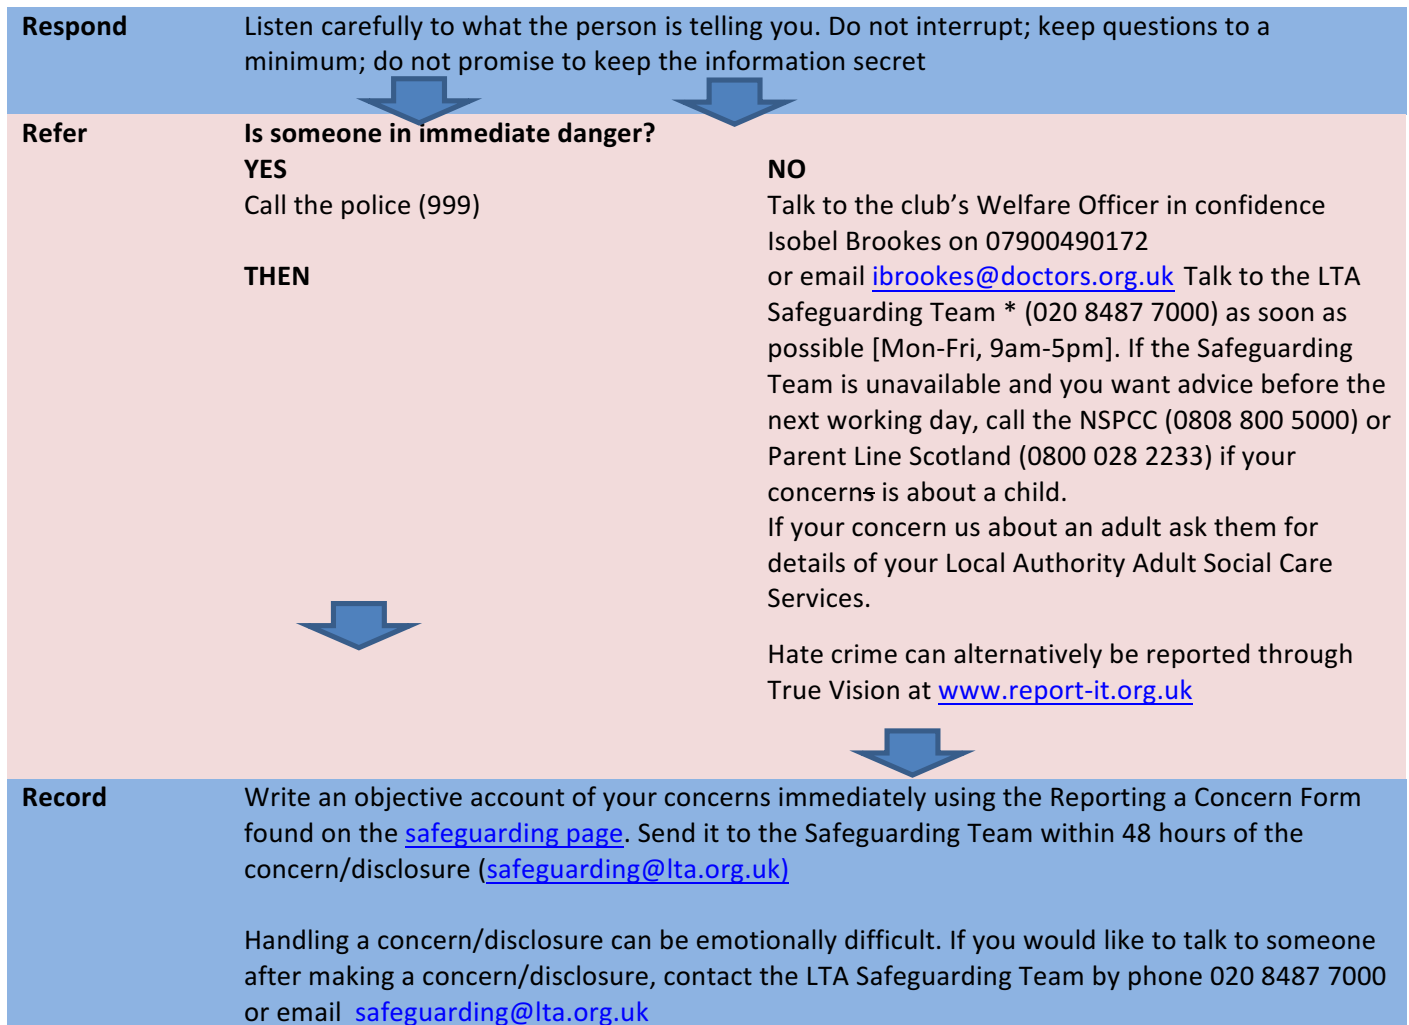 Respond
Listen carefully to what the person is telling you. Do not interrupt; keep questions to a
minimum; do not promise to keep the information secret
Refer
Is someone in immediate danger?
YES
Call the police (999)
THEN
NO
Talk to the club’s Welfare Officer in confidence
Isobel Brookes on 07900490172
or email ibrookes@doctors.org.uk Talk to the LTA
Safeguarding Team * (020 8487 7000) as soon as
possible [Mon-Fri, 9am-5pm]. If the Safeguarding
Team is unavailable and you want advice before the
next working day, call the NSPCC (0808 800 5000) or
Parent Line Scotland (0800 028 2233) if your
concerns is about a child.
If your concern us about an adult ask them for
details of your Local Authority Adult Social Care
Services.
Hate crime can alternatively be reported through
True Vision at www.report-it.org.uk
Record
Write an objective account of your concerns immediately using the Reporting a Concern Form
found on the safeguarding page. Send it to the Safeguarding Team within 48 hours of the
concern/disclosure (safeguarding@lta.org.uk)
Handling a concern/disclosure can be emotionally difficult. If you would like to talk to someone
after making a concern/disclosure, contact the LTA Safeguarding Team by phone 020 8487 7000
or email safeguarding@lta.org.uk